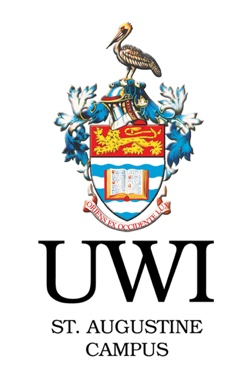 ORIENS EX OCCIDENTE LUX
UWI
ST. AUGUSTINE
CAMPUS